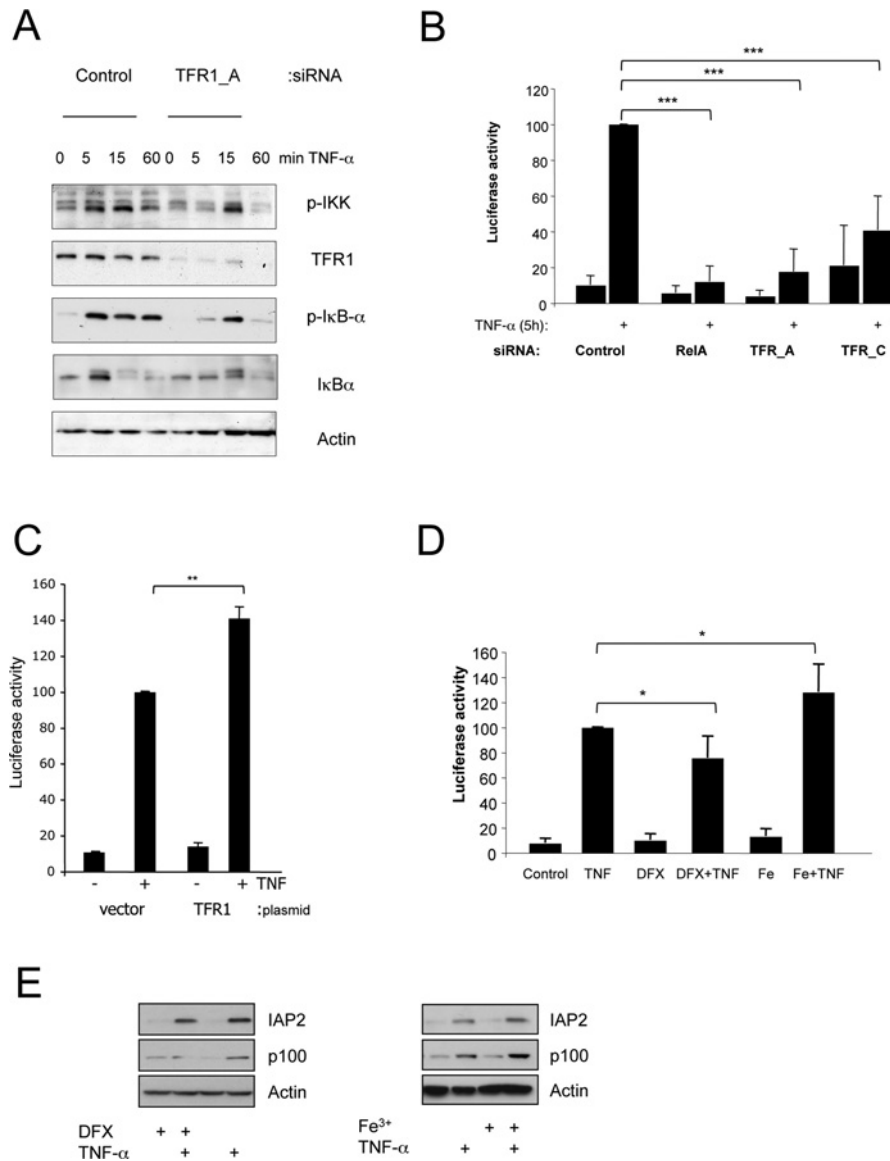 A
Control TFR1_A :siRNA
0 5 15 60 0 5 15 60 min TNF-α
p-IKK
TFR1
p-IκB-α
IκBα
Actin
B
Luciferase activity
120
100
80
60
40
20
0
***
***
***
TNF-α (5h): + + + +
siRNA: Control RelA TFR_A TFR_C
C
Luciferase activity
160
140
120
100
80
60
40
20
0
**
- + - + TNF
vector TFR1 :plasmid
D
Luciferase activity
160
140
120
100
80
60
40
20
0
*
*
Control TNF DFX DFX+TNF Fe Fe+TNF
E
IAP2
p100
Actin
DFX + +
TNF-α + +
IAP2
p100
Actin
Fe³⁺ + +
TNF-α + +